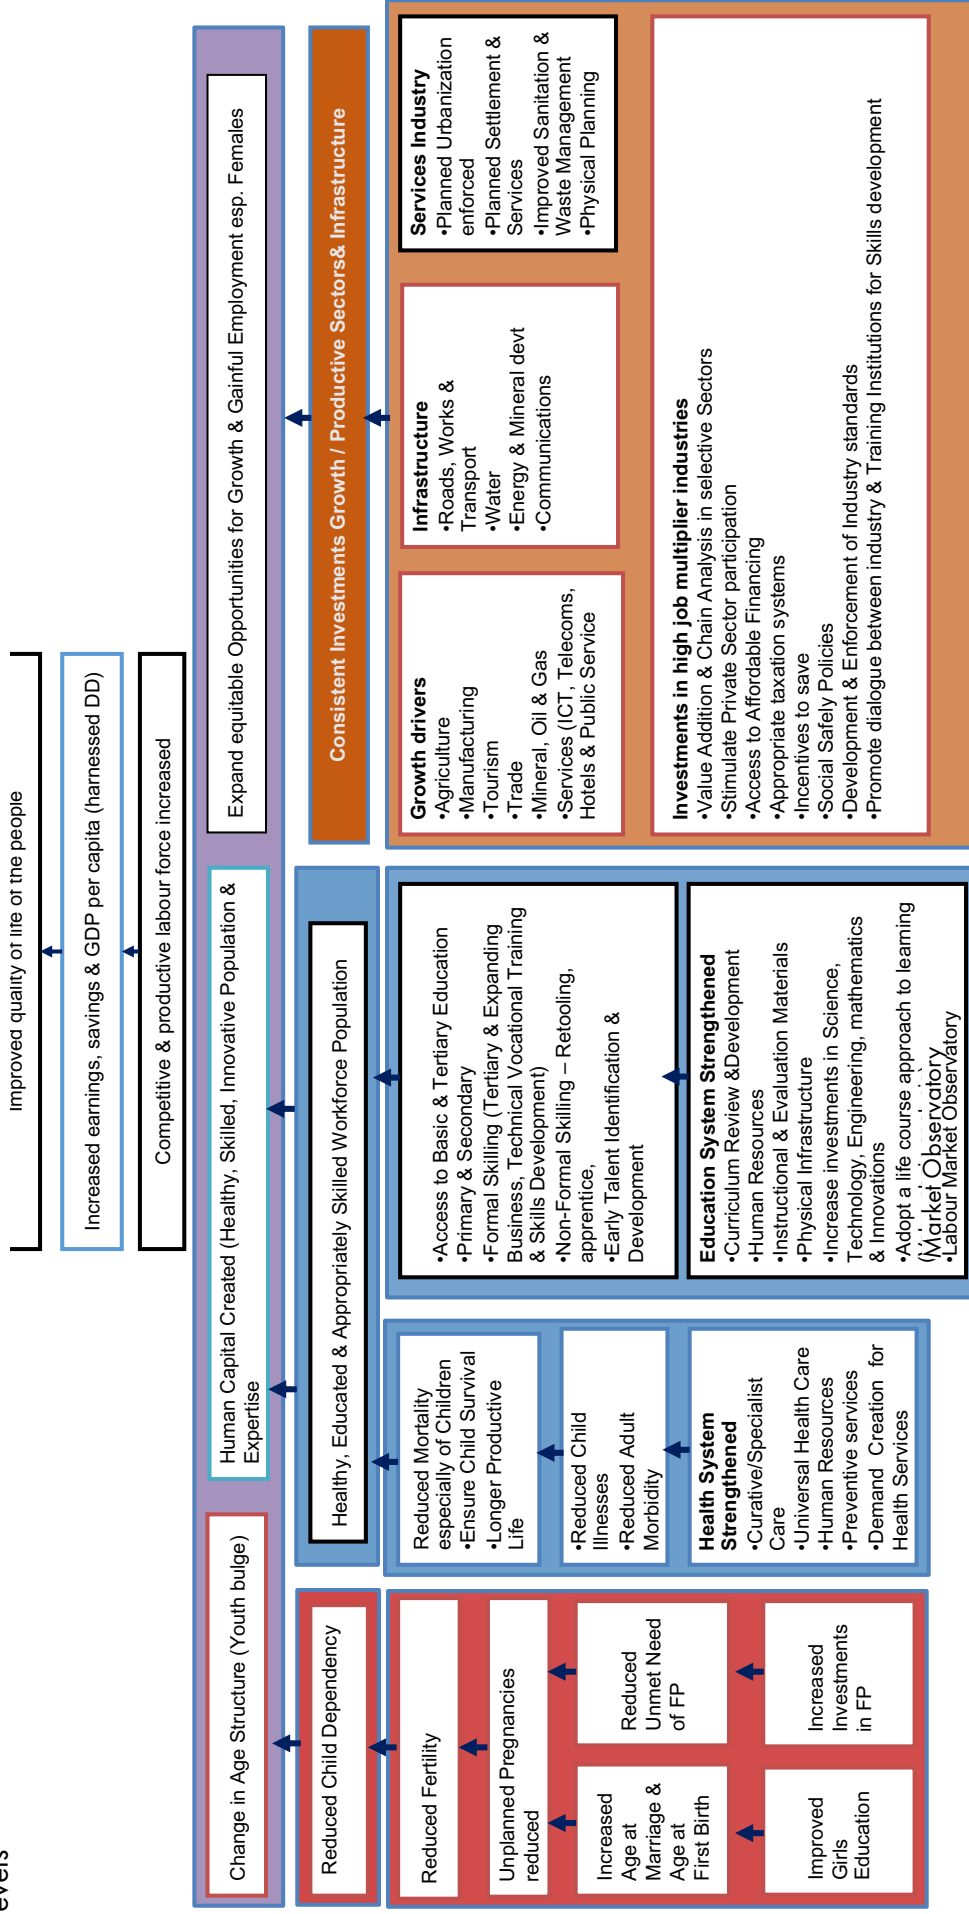 evels
Improved quality of life of the people
Increased earnings, savings & GDP per capita (harnessed DD)
Competitive & productive labour force increased
Change in Age Structure (Youth bulge)
Human Capital Created (Healthy, Skilled, Innovative Population &
Expertise
Expand equitable Opportunities for Growth & Gainful Employment esp. Females
Reduced Child Dependency
Healthy, Educated & Appropriately Skilled Workforce Population
Consistent Investments Growth / Productive Sectors& Infrastructure
Reduced Fertility
Unplanned Pregnancies
reduced
Increased
Age at
Marriage &
Age at
First Birth
Reduced
Unmet Need
of FP
Improved
Girls
Education
Increased
Investments
in FP
Reduced Mortality
especially of Children
•Ensure Child Survival
•Longer Productive
Life
•Reduced Child
Illnesses
•Reduced Adult
Morbidity
Health System
Strengthened
•Curative/Specialist
Care
•Universal Health Care
•Human Resources
•Preventive services
•Demand Creation for
Health Services
•Access to Basic & Tertiary Education
•Primary & Secondary
•Formal Skilling (Tertiary & Expanding
Business, Technical Vocational Training
& Skills Development)
•Non-Formal Skilling – Retooling,
apprentice,
•Early Talent Identification &
Development
Education System Strengthened
•Curriculum Review &Development
•Human Resources
•Instructional & Evaluation Materials
•Physical Infrastructure
•Increase investments in Science,
Technology, Engineering, mathematics
& Innovations
•Adopt a life course approach to learning
(Market Observatory
•Labour Market Observatory
Growth drivers
•Agriculture
•Manufacturing
•Tourism
•Trade
•Mineral, Oil & Gas
•Services (ICT, Telecoms,
Hotels & Public Service
Infrastructure
•Roads, Works &
Transport
•Water
•Energy & Mineral devt
•Communications
Services Industry
•Planned Urbanization
enforced
•Planned Settlement &
Services
•Improved Sanitation &
Waste Management
•Physical Planning
Investments in high job multiplier industries
•Value Addition & Chain Analysis in selective Sectors
•Stimulate Private Sector participation
•Access to Affordable Financing
•Appropriate taxation systems
•Incentives to save
•Social Safely Policies
•Development & Enforcement of Industry standards
•Promote dialogue between industry & Training Institutions for Skills development